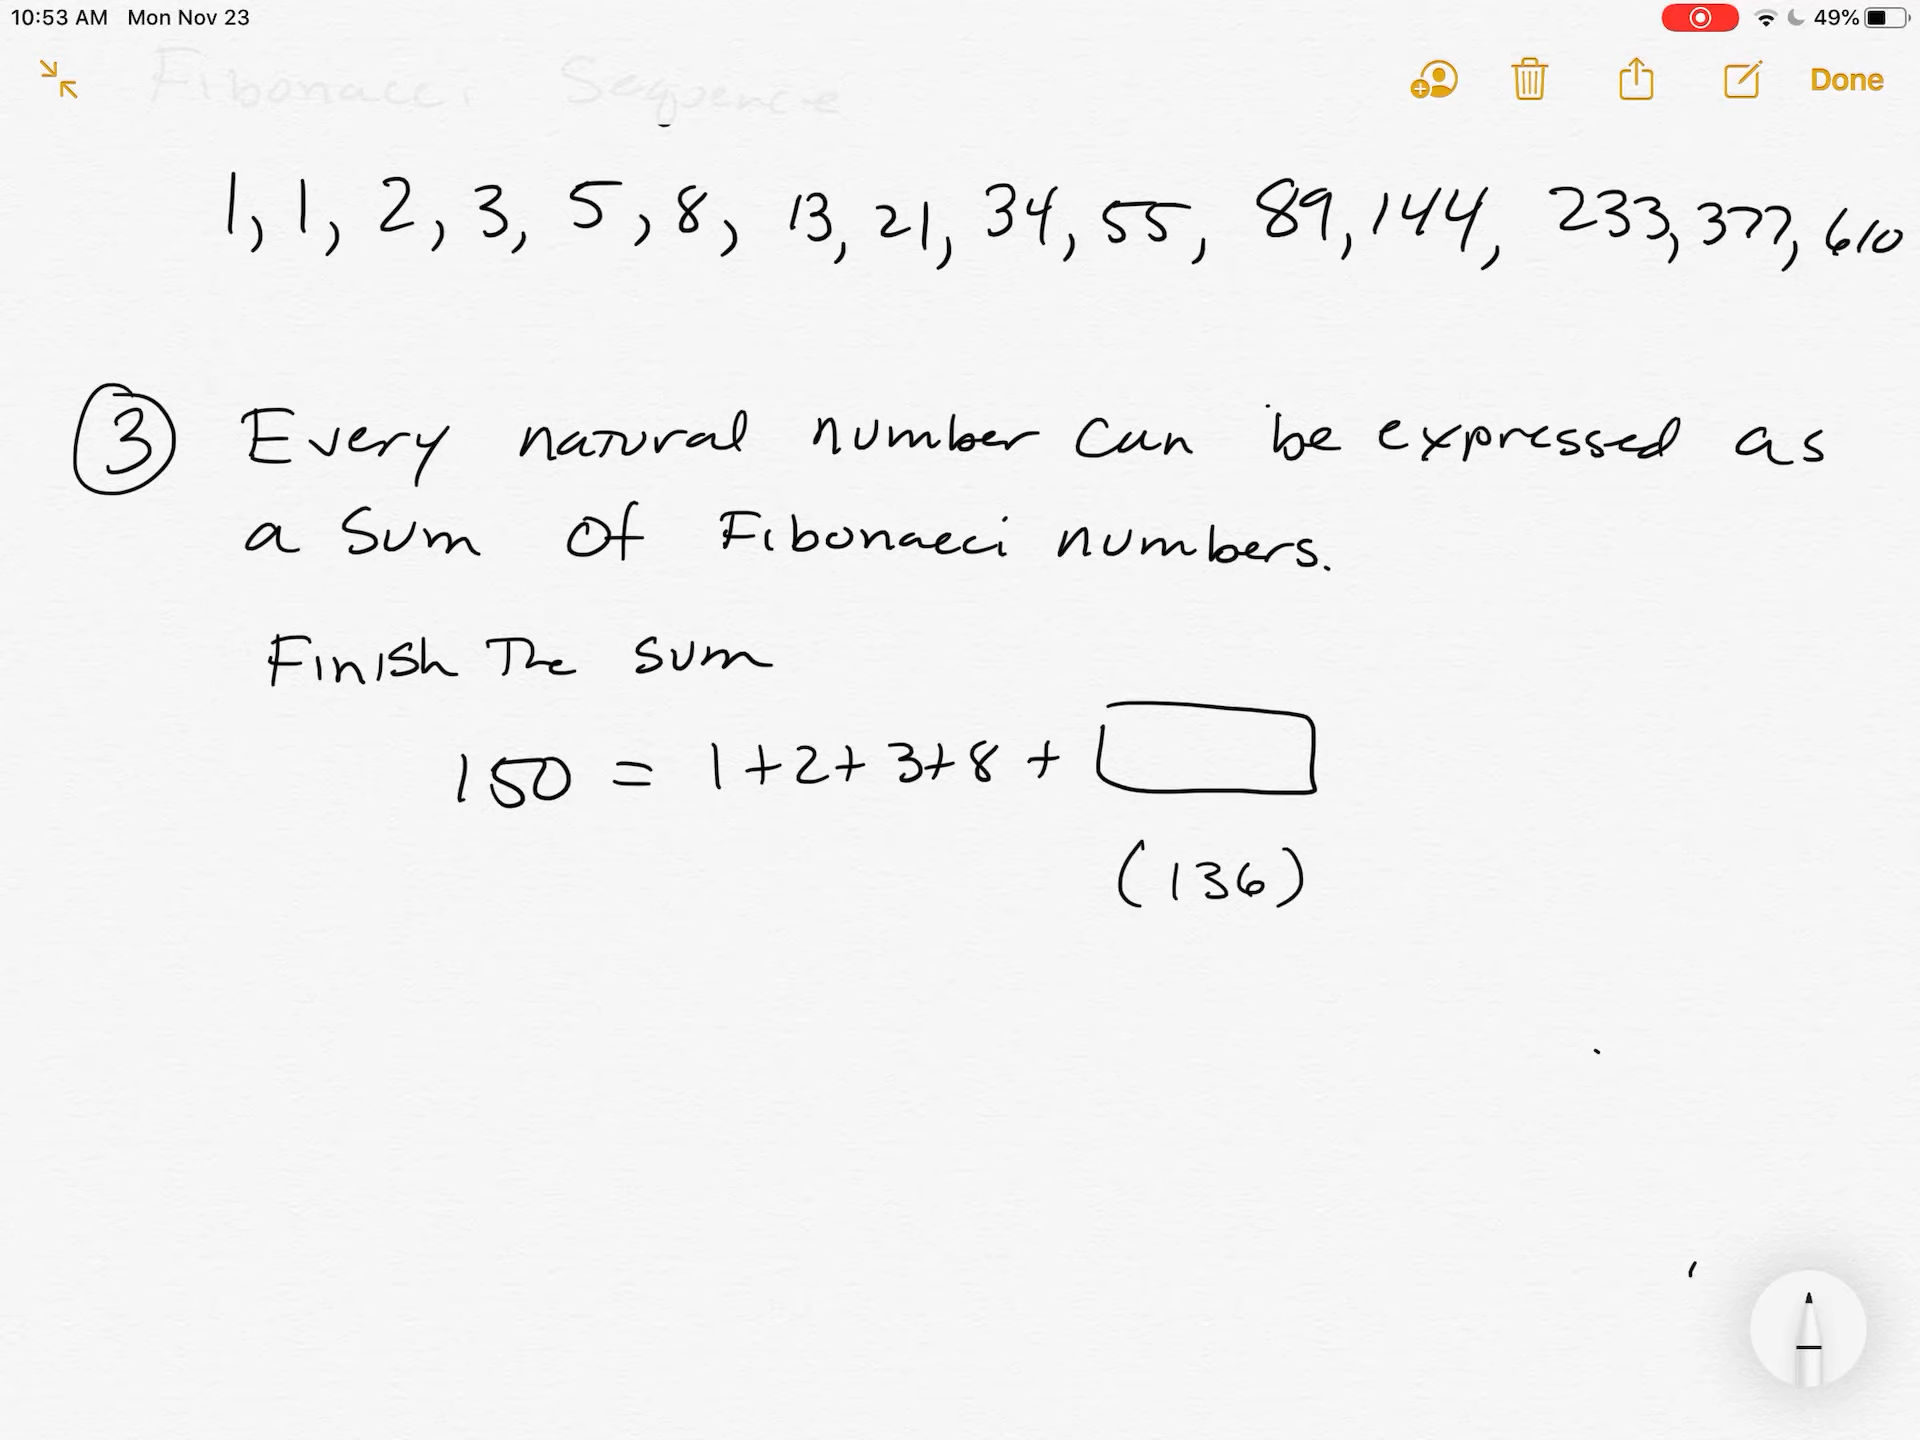 10:53 AM Mon Nov 23
49%
Fibonacci Sequence
Done
1, 1, 2, 3, 5, 8, 13, 21, 34, 55, 89, 144, 233, 377, 610
3 Every natural number can be expressed as
a sum of Fibonacci numbers.
Finish The sum
150 = 1+2+3+8+
(136)